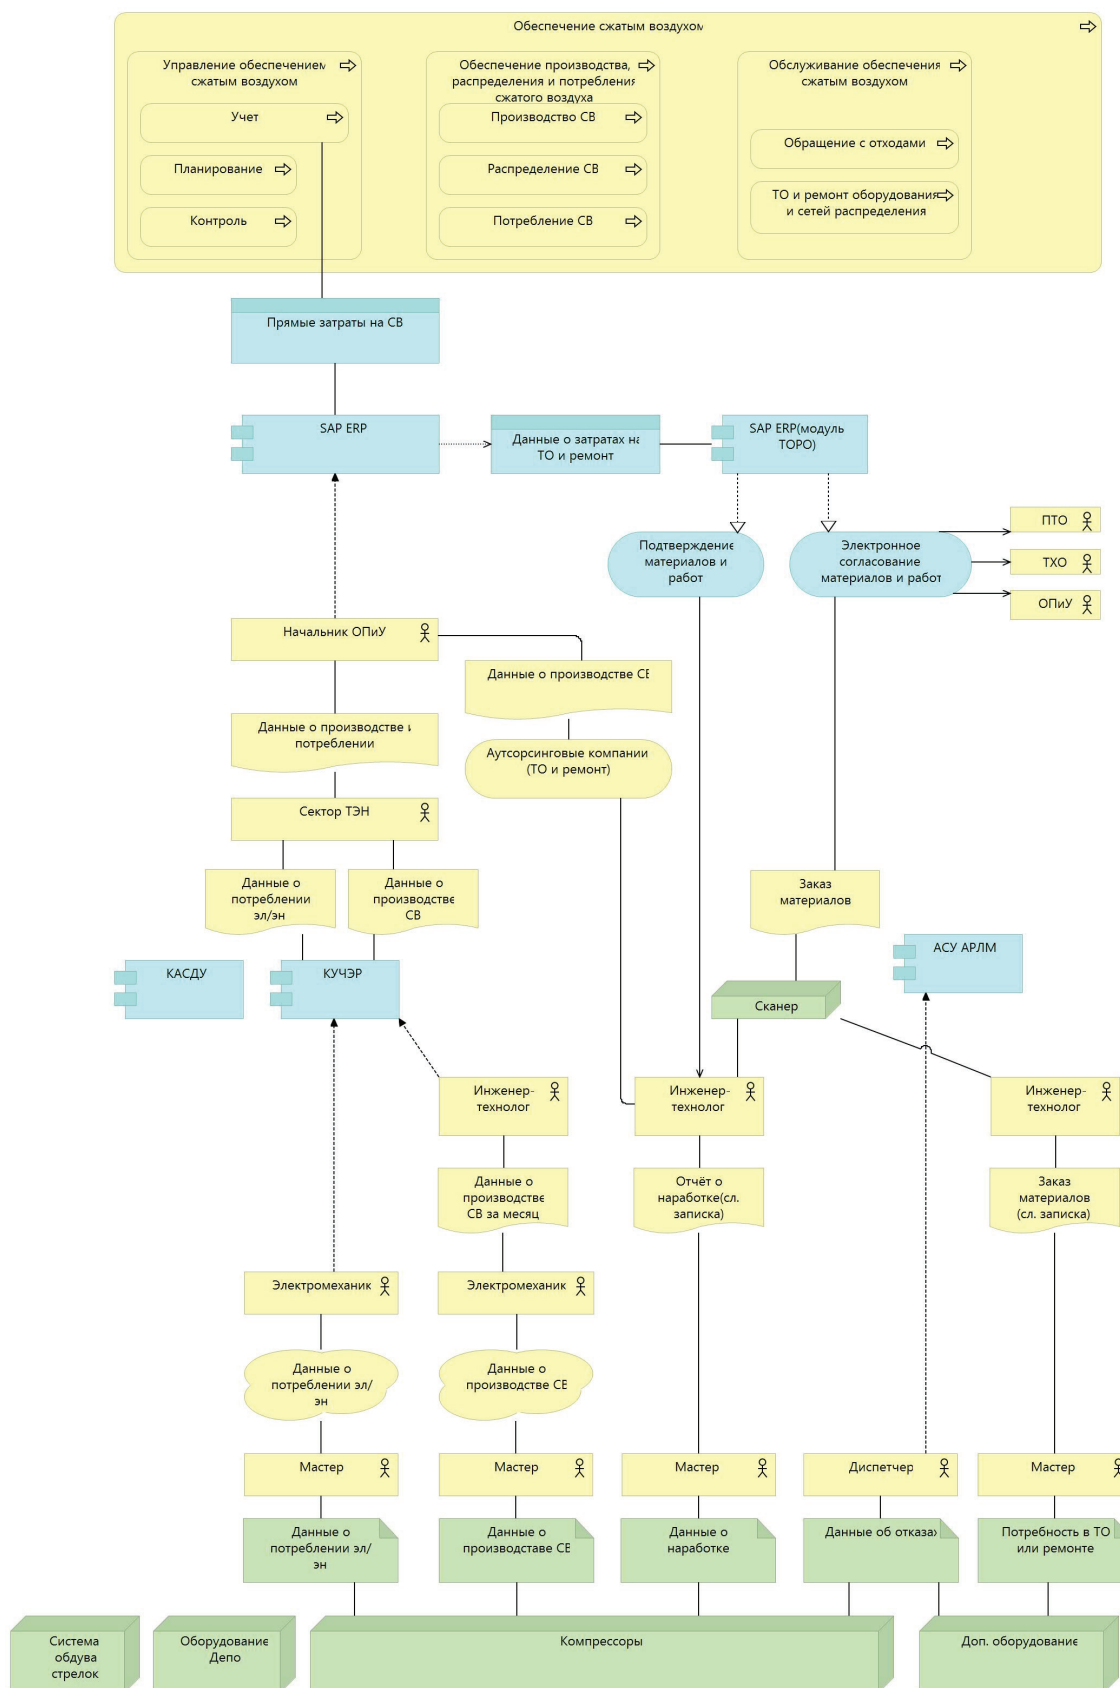 Обеспечение сжатым воздухом
Управление обеспечением
сжатым воздухом
Учет
Планирование
Контроль
Обеспечение производства,
распределения и потребления
сжатого воздуха
Производство СВ
Распределение СВ
Потребление СВ
Обслуживание обеспечения
сжатым воздухом
Обращение с отходами
ТО и ремонт оборудования
и сетей распределения
Прямые затраты на СВ
SAP ERP
Данные о затратах на
ТО и ремонт
SAP ERP(модуль
ТОРО)
Подтверждение
материалов и
работ
Электронное
согласование
материалов и работ
ПТО
ТХО
ОПиУ
Начальник ОПиУ
Данные о производстве СВ
Данные о производстве и
потреблении
Аутсорсинговые компании
(ТО и ремонт)
Сектор ТЭН
Данные о
потреблении
эл/эн
Данные о
производстве
СВ
Заказ
материалов
КАСДУ
КУЧЭР
АСУ АРЛМ
Сканер
Инженер-
технолог
Инженер-
технолог
Инженер-
технолог
Данные о
производстве
СВ за месяц
Отчёт о
наработке(сл.
записка)
Заказ
материалов
(сл. записка)
Электромеханик
Электромеханик
Данные о
потреблении эл/
эн
Данные о
производстве СВ
Мастер
Мастер
Мастер
Диспетчер
Мастер
Данные о
потреблении эл/
эн
Данные о
производставе СВ
Данные о
наработке
Данные об отказах
Потребность в ТО
или ремонте
Система
обдува
стрелок
Оборудование
Депо
Компрессоры
Доп. оборудование